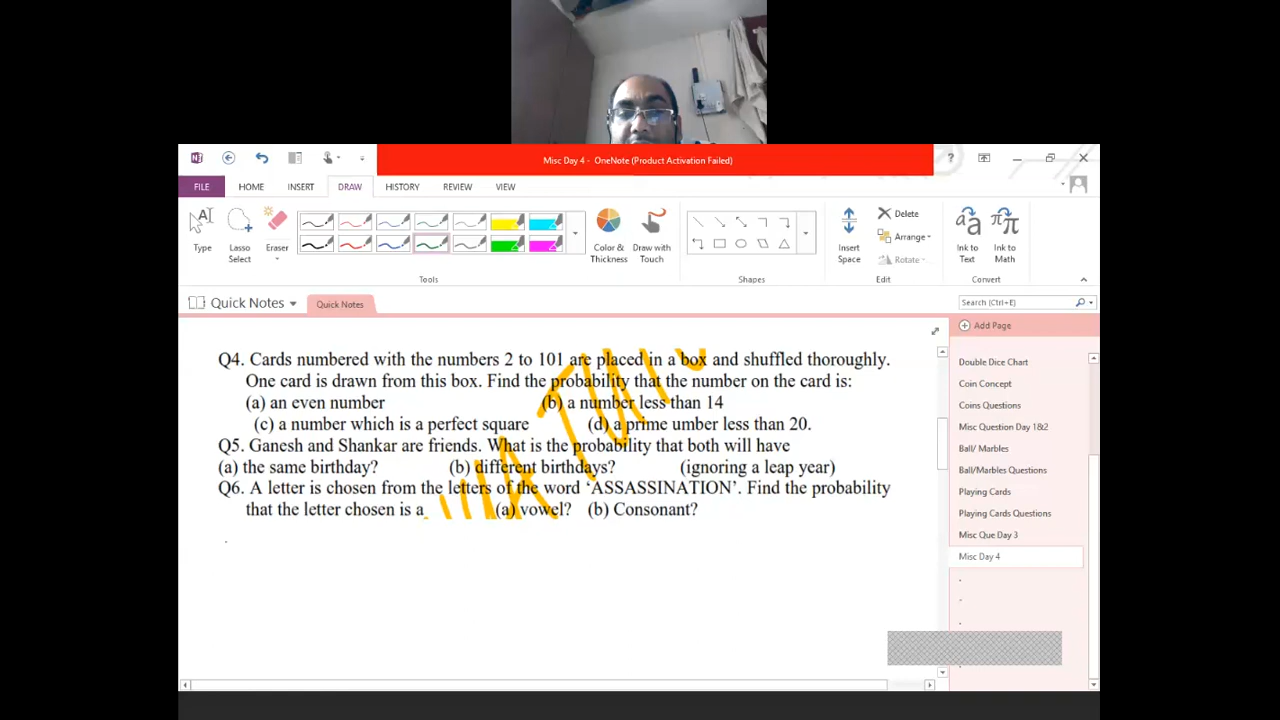 Misc Day 4 - OneNote (Product Activation Failed)
?
FILE HOME INSERT DRAW HISTORY REVIEW VIEW
Type Lasso Select Eraser Color & Thickness Draw with Touch Insert Space Delete Arrange Rotate Ink to Text Ink to Math
Tools Shapes Edit Convert
Quick Notes Quick Notes Search (Ctrl+E)
Add Page
Q4. Cards numbered with the numbers 2 to 101 are placed in a box and shuffled thoroughly.
One card is drawn from this box. Find the probability that the number on the card is:
(a) an even number (b) a number less than 14
(c) a number which is a perfect square (d) a prime umber less than 20.
Q5. Ganesh and Shankar are friends. What is the probability that both will have
(a) the same birthday? (b) different birthdays? (ignoring a leap year)
Q6. A letter is chosen from the letters of the word ‘ASSASSINATION’. Find the probability
that the letter chosen is a (a) vowel? (b) Consonant?
Double Dice Chart
Coin Concept
Coins Questions
Misc Question Day 1&2
Ball/ Marbles
Ball/Marbles Questions
Playing Cards
Playing Cards Questions
Misc Que Day 3
Misc Day 4